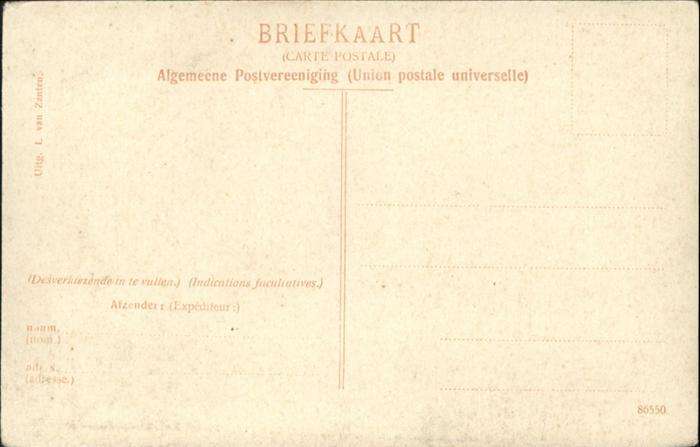 BRIEFKAART
(CARTE POSTALE)
Algemeene Postvereeniging (Union postale universelle)
Uitg. I. van Zanten.
(Desverkiezende in te vullen.) (Indications facultatives.)
Afzender: (Expéditeur:)
naam,
(nom.)
adres,
(adresse.)
86550